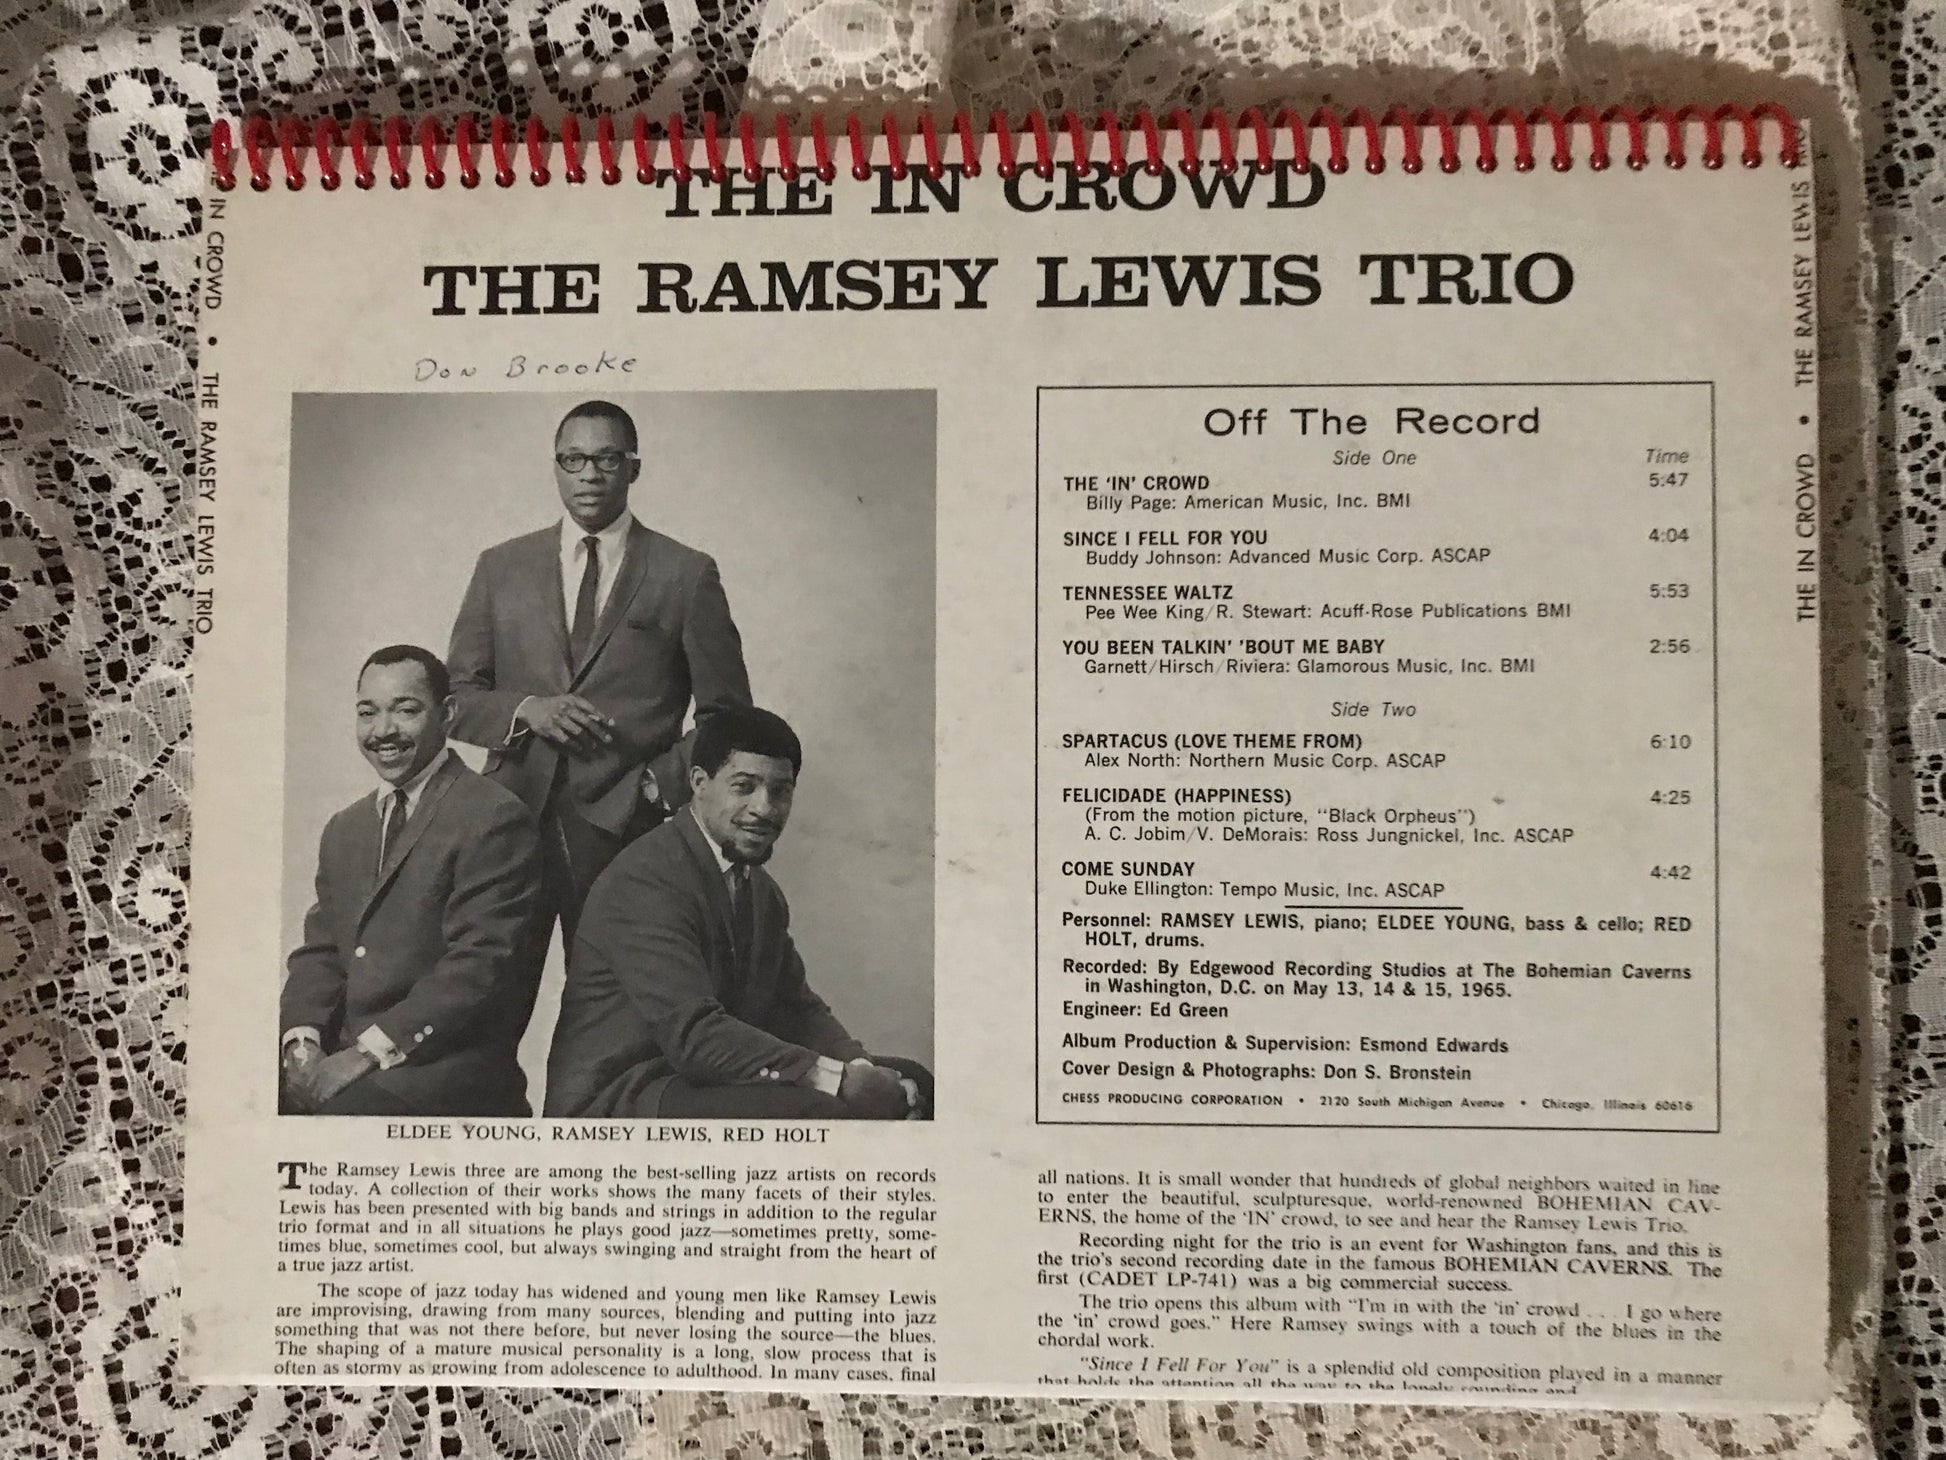 THE IN CROWD
THE RAMSEY LEWIS TRIO
IN CROWD • THE RAMSEY LEWIS TRIO
THE IN CROWD • THE RAMSEY LEWIS TRIO
Don Brooke
ELDEE YOUNG, RAMSEY LEWIS, RED HOLT
The Ramsey Lewis three are among the best-selling jazz artists on records
today. A collection of their works shows the many facets of their styles.
Lewis has been presented with big bands and strings in addition to the regular
trio format and in all situations he plays good jazz—sometimes pretty, some-
times blue, sometimes cool, but always swinging and straight from the heart of
a true jazz artist.
The scope of jazz today has widened and young men like Ramsey Lewis
are improvising, drawing from many sources, blending and putting into jazz
something that was not there before, but never losing the source—the blues.
The shaping of a mature musical personality is a long, slow process that is
often as stormy as growing from adolescence to adulthood. In many cases, final
Off The Record
Side One Time
THE 'IN' CROWD 5:47
Billy Page: American Music, Inc. BMI
SINCE I FELL FOR YOU 4:04
Buddy Johnson: Advanced Music Corp. ASCAP
TENNESSEE WALTZ 5:53
Pee Wee King/R. Stewart: Acuff-Rose Publications BMI
YOU BEEN TALKIN' 'BOUT ME BABY 2:56
Garnett/Hirsch/Riviera: Glamorous Music, Inc. BMI
Side Two
SPARTACUS (LOVE THEME FROM) 6:10
Alex North: Northern Music Corp. ASCAP
FELICIDADE (HAPPINESS) 4:25
(From the motion picture, "Black Orpheus")
A. C. Jobim/V. DeMorais: Ross Jungnickel, Inc. ASCAP
COME SUNDAY 4:42
Duke Ellington: Tempo Music, Inc. ASCAP
Personnel: RAMSEY LEWIS, piano; ELDEE YOUNG, bass & cello; RED
HOLT, drums.
Recorded: By Edgewood Recording Studios at The Bohemian Caverns
in Washington, D.C. on May 13, 14 & 15, 1965.
Engineer: Ed Green
Album Production & Supervision: Esmond Edwards
Cover Design & Photographs: Don S. Bronstein
CHESS PRODUCING CORPORATION • 2120 South Michigan Avenue • Chicago, Illinois 60616
all nations. It is small wonder that hundreds of global neighbors waited in line
to enter the beautiful, sculpturesque, world-renowned BOHEMIAN CAV-
ERNS, the home of the 'IN' crowd, to see and hear the Ramsey Lewis Trio.
Recording night for the trio is an event for Washington fans, and this is
the trio's second recording date in the famous BOHEMIAN CAVERNS. The
first (CADET LP-741) was a big commercial success.
The trio opens this album with "I'm in with the 'in' crowd . . . I go where
the 'in' crowd goes." Here Ramsey swings with a touch of the blues in the
chordal work.
"Since I Fell For You" is a splendid old composition played in a manner
that holds the attention all the way to the lonely sounding end